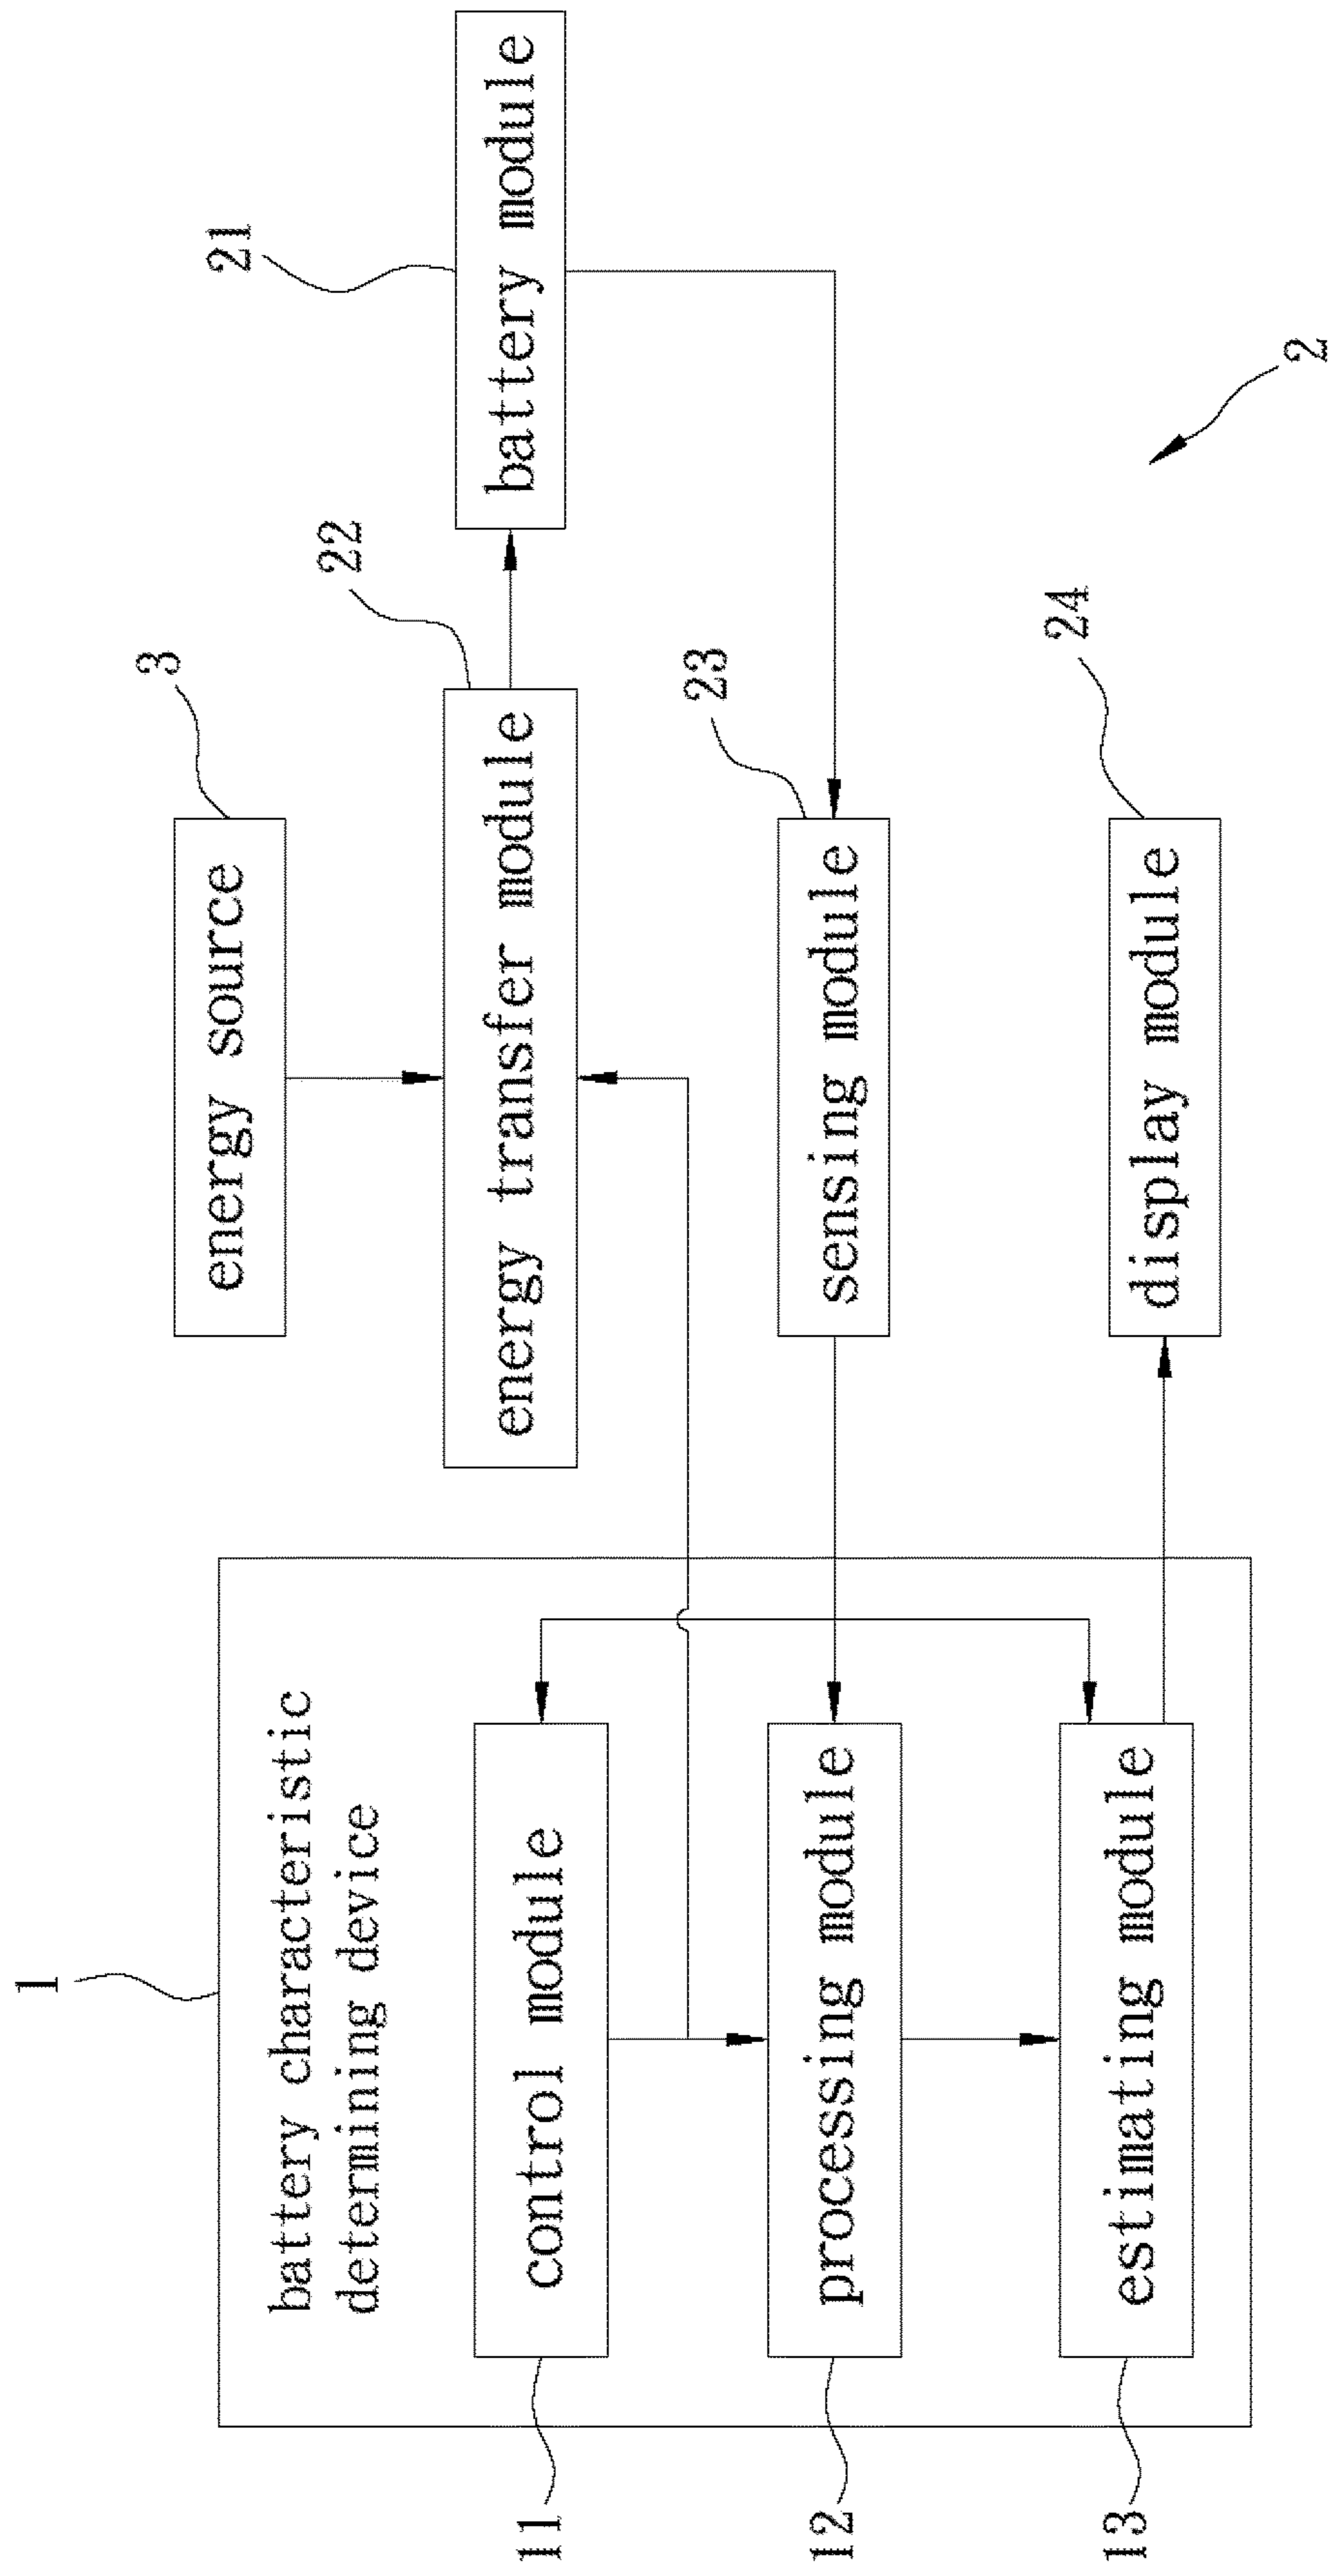 1
battery characteristic
determining device
11
control module
12
processing module
13
estimating module
3
energy source
22
energy transfer module
21
battery module
23
sensing module
24
display module
2